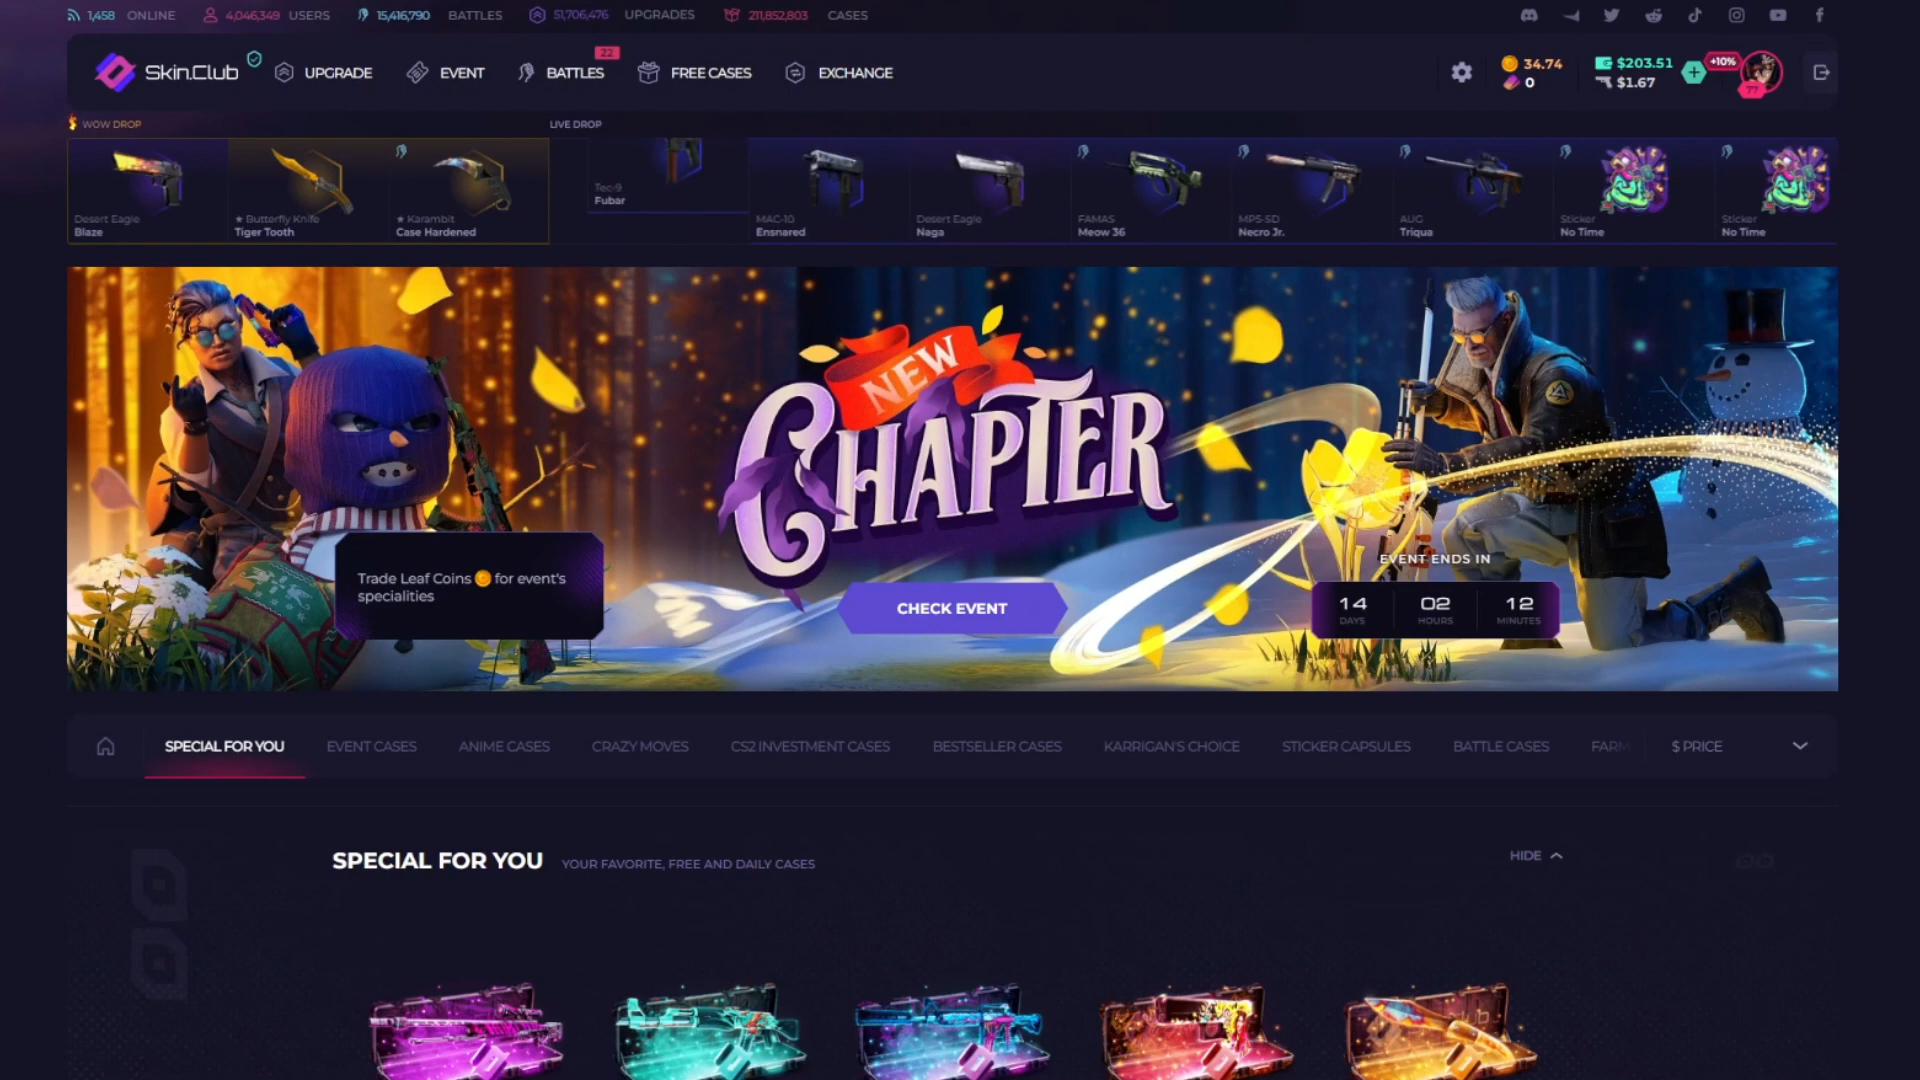 1,458 ONLINE 4,046,349 USERS 15,416,790 BATTLES 51,706,476 UPGRADES 211,852,803 CASES
Skin.Club UPGRADE EVENT BATTLES 22 FREE CASES EXCHANGE
34.74
0
$203.51
$1.67
+10%
77
WOW DROP
LIVE DROP
Desert Eagle
Blaze
★ Butterfly Knife
Tiger Tooth
★ Karambit
Case Hardened
Tec-9
Fubar
MAC-10
Ensnared
Desert Eagle
Naga
FAMAS
Meow 36
MP5-SD
Necro Jr.
AUG
Triqua
Sticker
No Time
Sticker
No Time
NEW
CHAPTER
Trade Leaf Coins for event's
specialities
CHECK EVENT
EVENT ENDS IN
14 02 12
DAYS HOURS MINUTES
SPECIAL FOR YOU EVENT CASES ANIME CASES CRAZY MOVES CS2 INVESTMENT CASES BESTSELLER CASES KARRIGAN'S CHOICE STICKER CAPSULES BATTLE CASES FARM $ PRICE
SPECIAL FOR YOU YOUR FAVORITE, FREE AND DAILY CASES HIDE